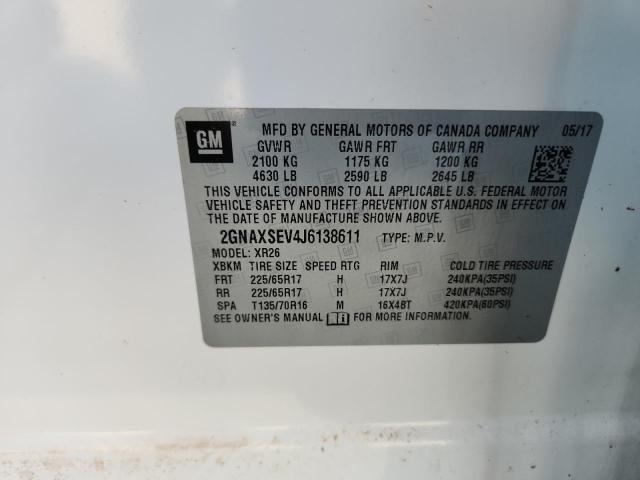 GM
MFD BY GENERAL MOTORS OF CANADA COMPANY 05/17
GVWR GAWR FRT GAWR RR
2100 KG 1175 KG 1200 KG
4630 LB 2590 LB 2645 LB
THIS VEHICLE CONFORMS TO ALL APPLICABLE U.S. FEDERAL MOTOR
VEHICLE SAFETY AND THEFT PREVENTION STANDARDS IN EFFECT ON
THE DATE OF MANUFACTURE SHOWN ABOVE.
2GNAXSEV4J6138611 TYPE: M.P.V.
MODEL: XR26
XBKM TIRE SIZE SPEED RTG RIM COLD TIRE PRESSURE
FRT 225/65R17 H 17X7J 240KPA(35PSI)
RR 225/65R17 H 17X7J 240KPA(35PSI)
SPA T135/70R16 M 16X4BT 420KPA(60PSI)
SEE OWNER'S MANUAL FOR MORE INFORMATION.